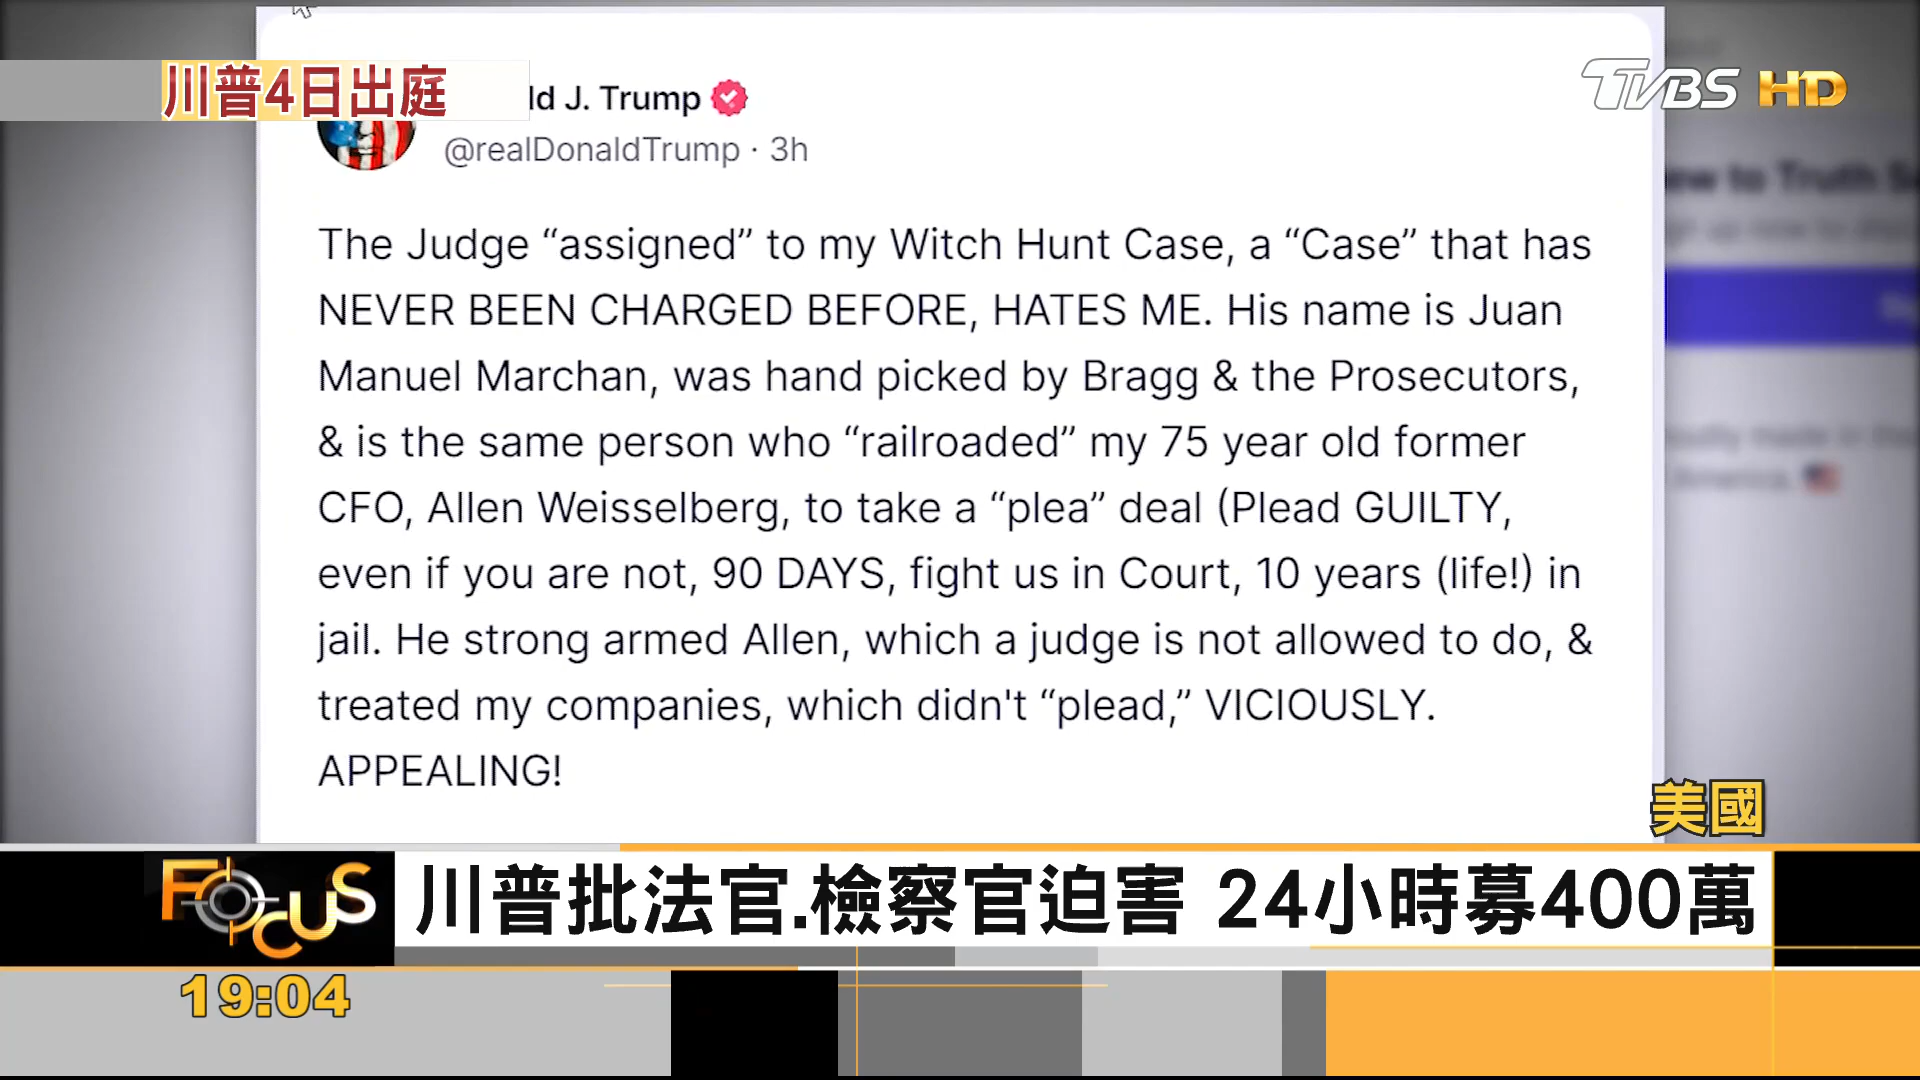 川普4日出庭
TVBS HD
ld J. Trump
@realDonaldTrump · 3h
The Judge “assigned” to my Witch Hunt Case, a “Case” that has
NEVER BEEN CHARGED BEFORE, HATES ME. His name is Juan
Manuel Marchan, was hand picked by Bragg & the Prosecutors,
& is the same person who “railroaded” my 75 year old former
CFO, Allen Weisselberg, to take a “plea” deal (Plead GUILTY,
even if you are not, 90 DAYS, fight us in Court, 10 years (life!) in
jail. He strong armed Allen, which a judge is not allowed to do, &
treated my companies, which didn't “plead,” VICIOUSLY.
APPEALING!
to Truth
美國
FOCUS
川普批法官.檢察官迫害 24小時募400萬
19:04